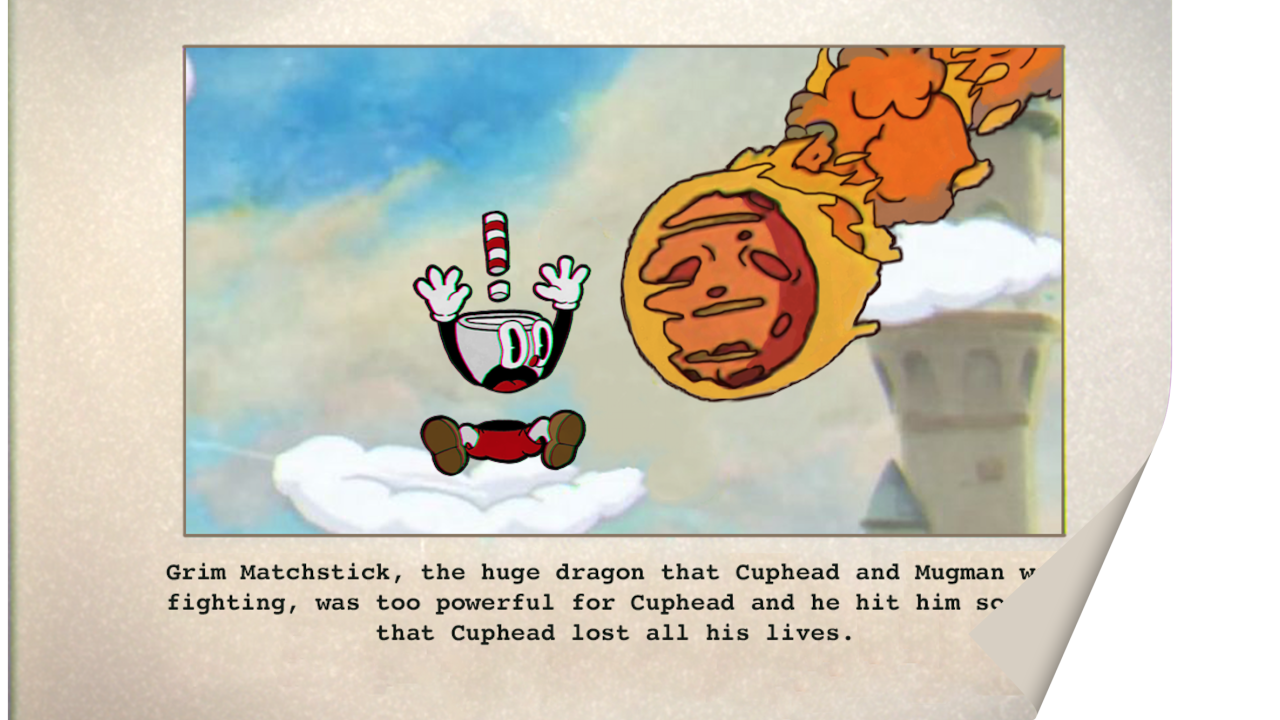 Grim Matchstick, the huge dragon that Cuphead and Mugman
fighting, was too powerful for Cuphead and he hit him
that Cuphead lost all his lives.